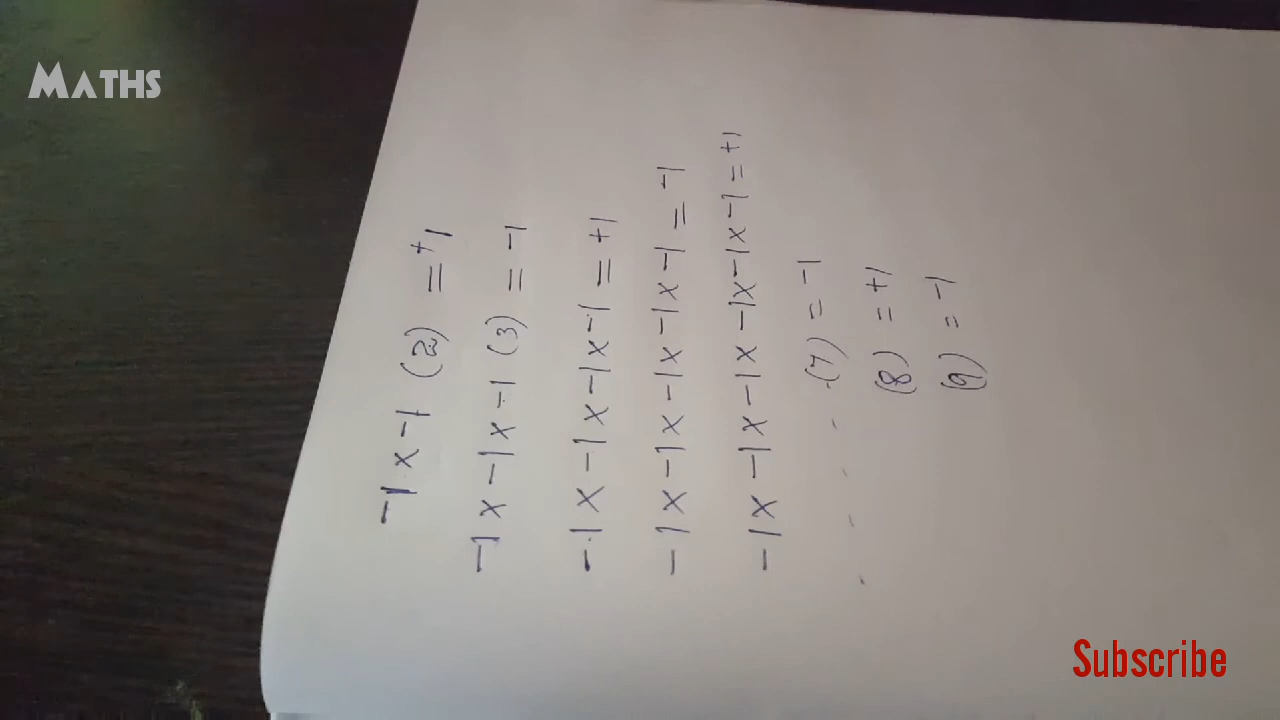 MATHS
-1 x -1 (2) = +1
-1 x -1 x -1 (3) = -1
-1 x -1 x -1 x -1 = +1
-1 x -1 x -1 x -1 x -1 = -1
-1 x -1 x -1 x -1 x -1 x -1 = +1
- - - - (7) = -1
(8) = +1
(9) = -1
Subscribe